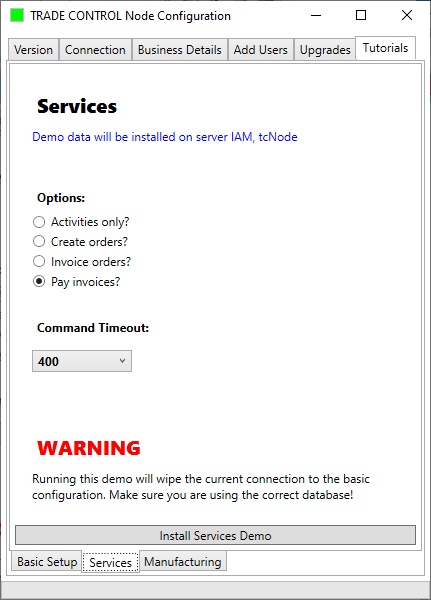 TRADE CONTROL Node Configuration
Version Connection Business Details Add Users Upgrades Tutorials
Services
Demo data will be installed on server IAM, tcNode
Options:
Activities only?
Create orders?
Invoice orders?
Pay invoices?
Command Timeout:
400
WARNING
Running this demo will wipe the current connection to the basic
configuration. Make sure you are using the correct database!
Install Services Demo
Basic Setup Services Manufacturing